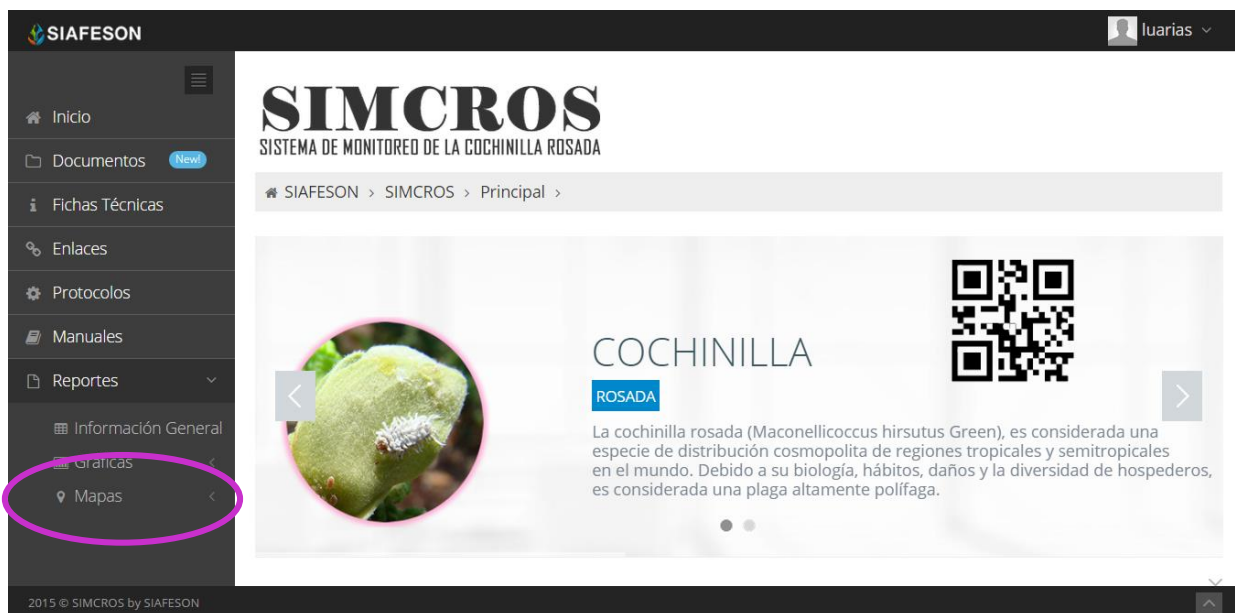 SIAFESON
luarias
Inicio
Documentos New!
Fichas Técnicas
Enlaces
Protocolos
Manuales
Reportes
Información General
Gráficas
Mapas
SIMCROS
SISTEMA DE MONITOREO DE LA COCHINILLA ROSADA
SIAFESON > SIMCROS > Principal >
COCHINILLA
ROSADA
La cochinilla rosada (Maconellicoccus hirsutus Green), es considerada una
especie de distribución cosmopolita de regiones tropicales y semitropicales
en el mundo. Debido a su biología, hábitos, daños y la diversidad de hospederos,
es considerada una plaga altamente polífaga.
2015 © SIMCROS by SIAFESON